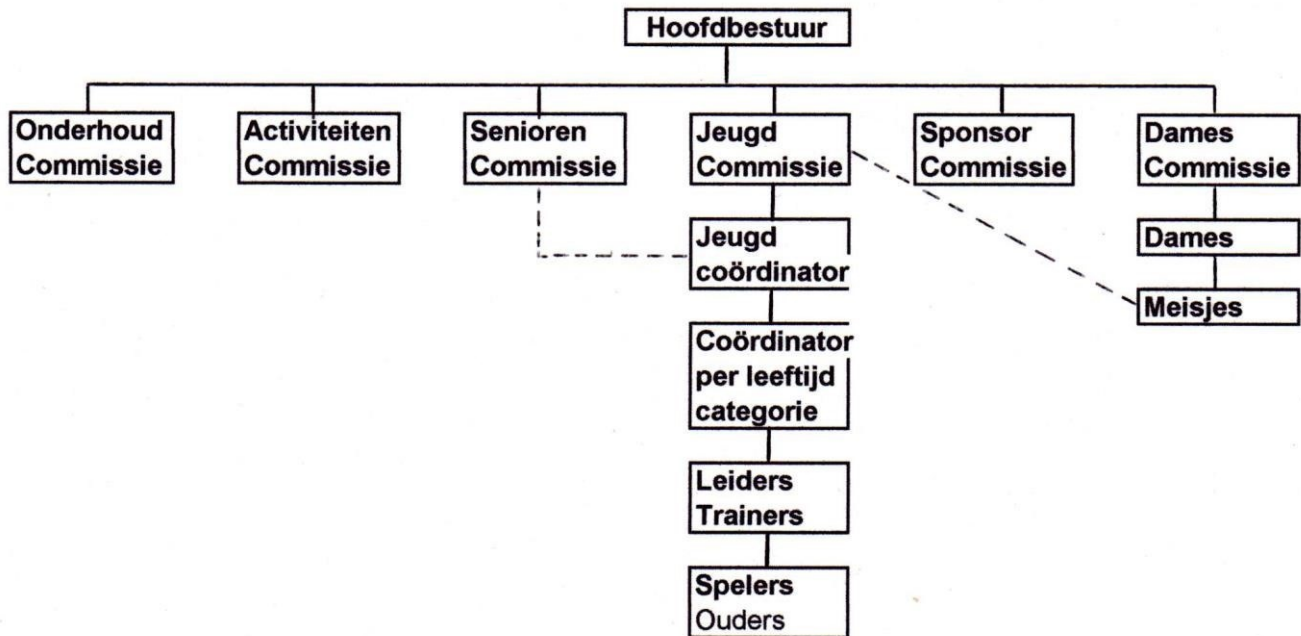 Hoofdbestuur
Onderhoud
Commissie
Activiteiten
Commissie
Senioren
Commissie
Jeugd
Commissie
Sponsor
Commissie
Dames
Commissie
Jeugd
coördinator
Dames
Meisjes
Coördinator
per leeftijd
categorie
Leiders
Trainers
Spelers
Ouders